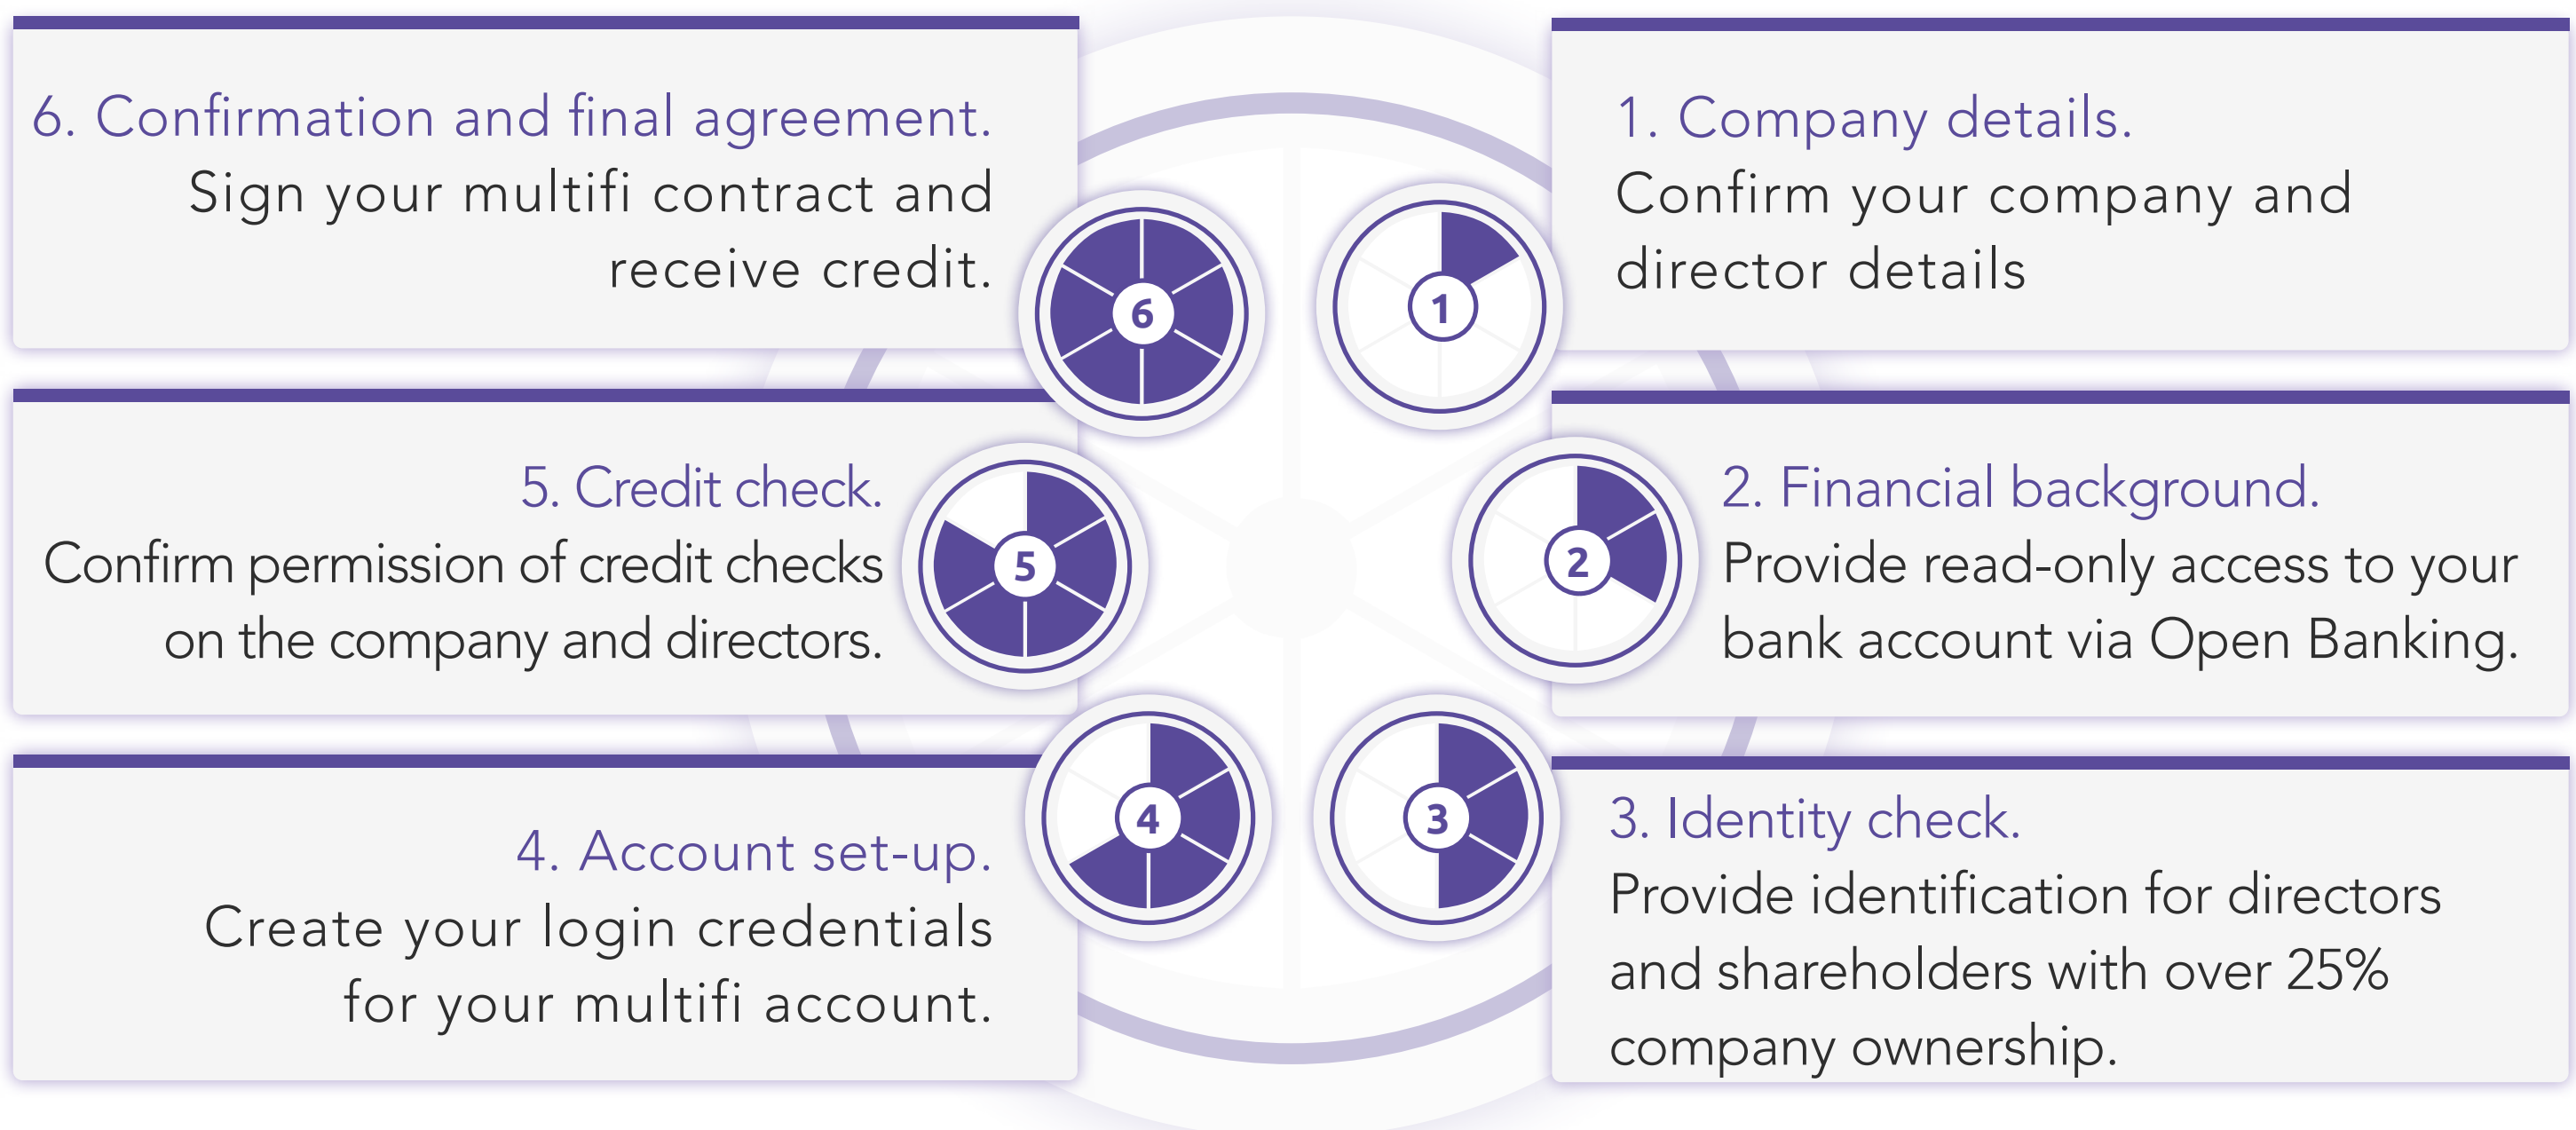 1. Company details.
Confirm your company and
director details
1
2. Financial background.
Provide read-only access to your
bank account via Open Banking.
2
3. Identity check.
Provide identification for directors
and shareholders with over 25%
company ownership.
3
4. Account set-up.
Create your login credentials
for your multifi account.
4
5. Credit check.
Confirm permission of credit checks
on the company and directors.
5
6. Confirmation and final agreement.
Sign your multifi contract and
receive credit.
6